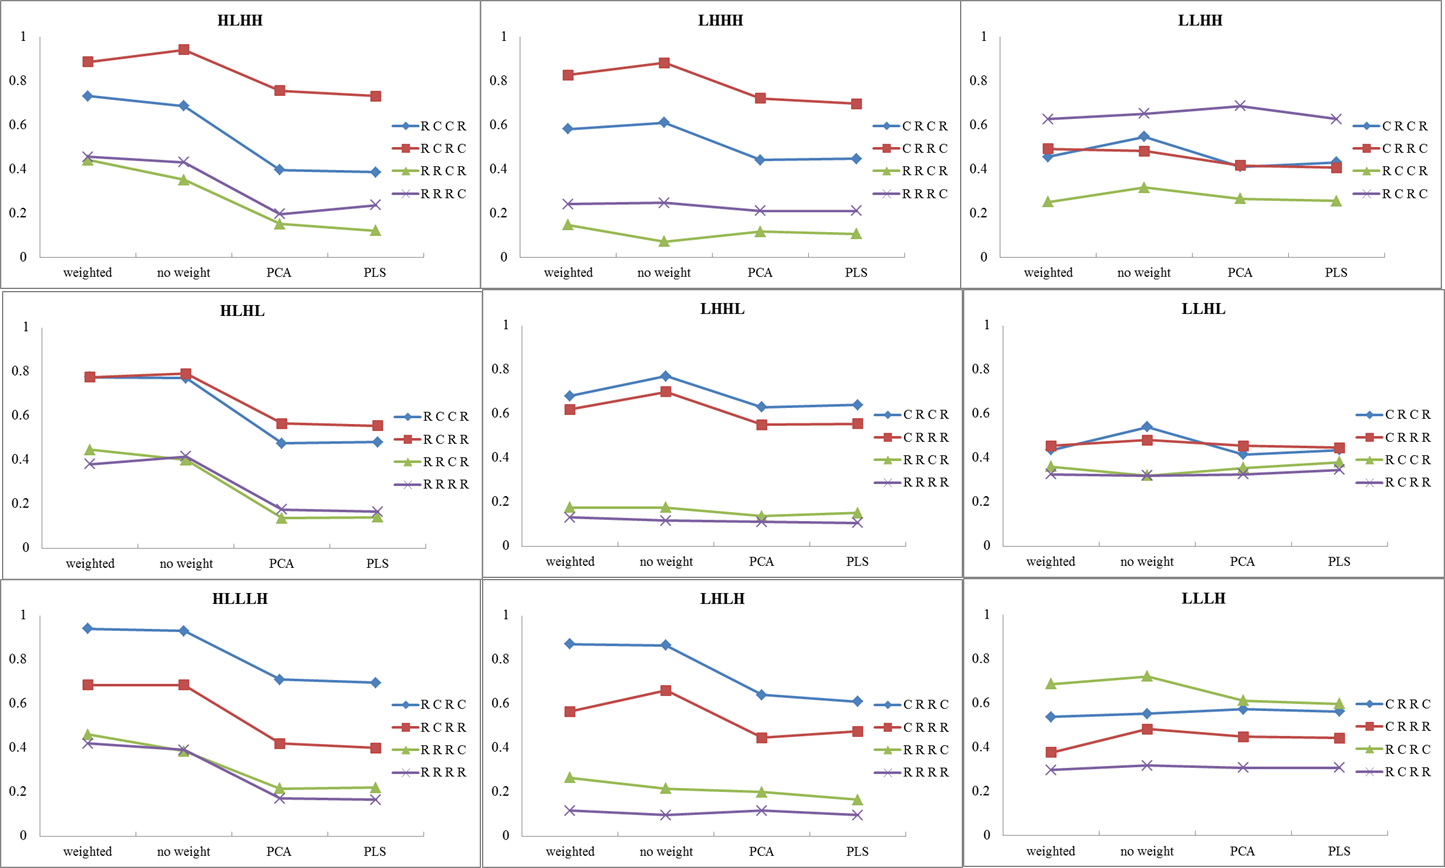 HLHH
1
0.8
0.6
0.4
0.2
0
weighted no weight PCA PLS
R C C R
R C R C
R R C R
R R R C
LHHH
1
0.8
0.6
0.4
0.2
0
weighted no weight PCA PLS
C R C R
C R R C
R R C R
R R R C
LLHH
1
0.8
0.6
0.4
0.2
0
weighted no weight PCA PLS
C R C R
C R R C
R C C R
R C R C
HLHL
1
0.8
0.6
0.4
0.2
0
weighted no weight PCA PLS
R C C R
R C R R
R R C R
R R R R
LHHL
1
0.8
0.6
0.4
0.2
0
weighted no weight PCA PLS
C R C R
C R R R
R R C R
R R R R
LLHL
1
0.8
0.6
0.4
0.2
0
weighted no weight PCA PLS
C R C R
C R R R
R C C R
R C R R
HLLLH
1
0.8
0.6
0.4
0.2
0
weighted no weight PCA PLS
R C R C
R C R R
R R R C
R R R R
LHLH
1
0.8
0.6
0.4
0.2
0
weighted no weight PCA PLS
C R R C
C R R R
R R R C
R R R R
LLLH
1
0.8
0.6
0.4
0.2
0
weighted no weight PCA PLS
C R R C
C R R R
R C R C
R C R R